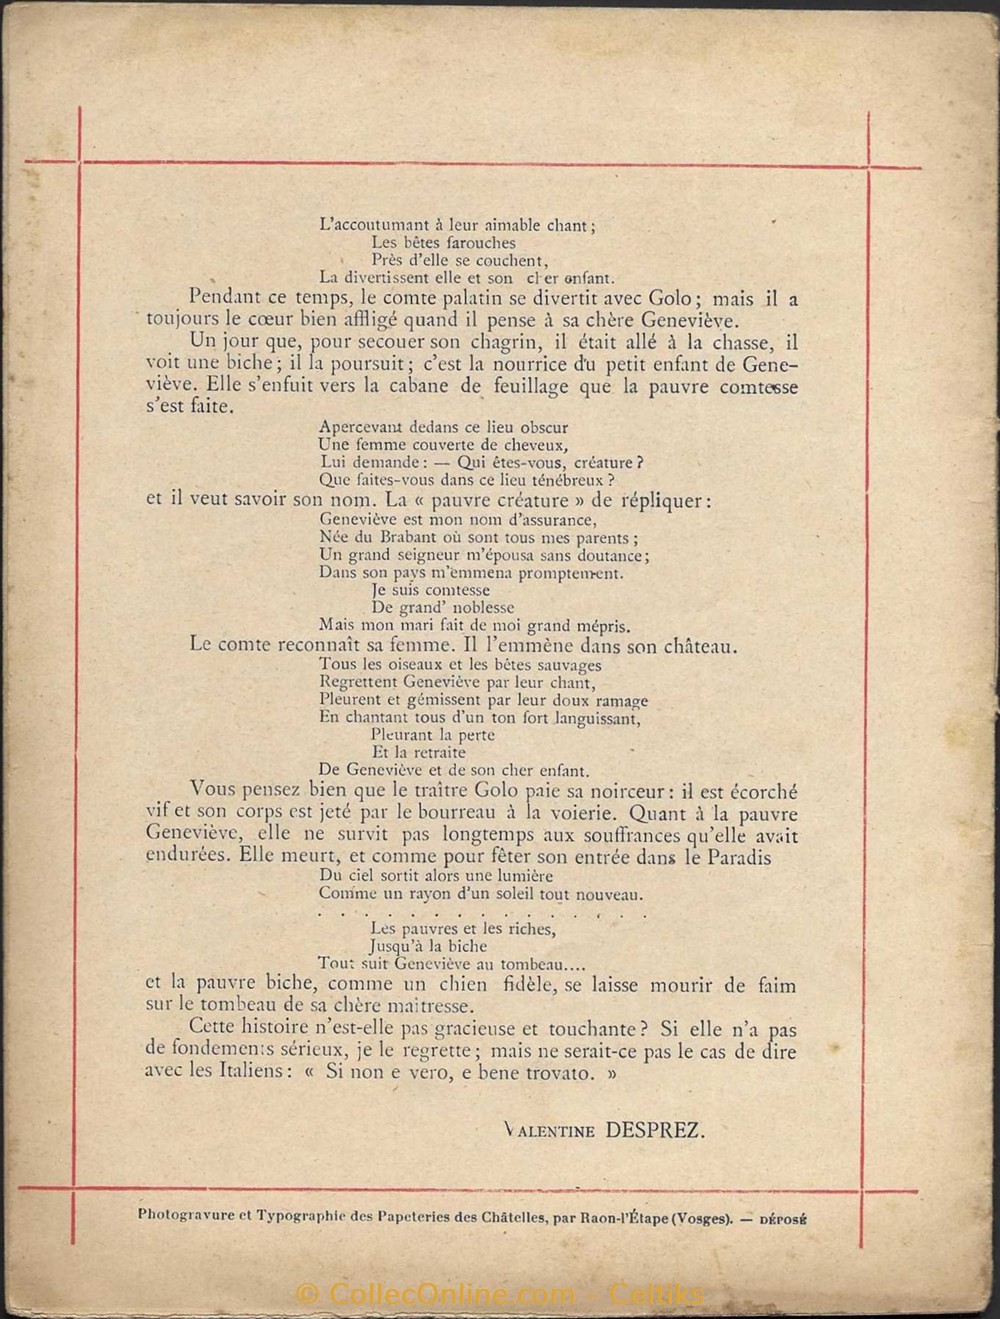 L'accoutumant à leur aimable chant ;
Les bêtes farouches
Près d'elle se couchent,
La divertissent elle et son cher enfant.
Pendant ce temps, le comte palatin se divertit avec Golo ; mais il a
toujours le cœur bien affligé quand il pense à sa chère Geneviève.
Un jour que, pour secouer son chagrin, il était allé à la chasse, il
voit une biche ; il la poursuit ; c'est la nourrice du petit enfant de Gene-
viève. Elle s'enfuit vers la cabane de feuillage que la pauvre comtesse
s'est faite.
Apercevant dedans ce lieu obscur
Une femme couverte de cheveux,
Lui demande : — Qui êtes-vous, créature ?
Que faites-vous dans ce lieu ténébreux ?
et il veut savoir son nom. La « pauvre créature » de répliquer :
Geneviève est mon nom d'assurance,
Née du Brabant où sont tous mes parents ;
Un grand seigneur m'épousa sans doutance ;
Dans son pays m'emmena promptement.
Je suis comtesse
De grand' noblesse
Mais mon mari fait de moi grand mépris.
Le comte reconnaît sa femme. Il l'emmène dans son château.
Tous les oiseaux et les bêtes sauvages
Regrettent Geneviève par leur chant,
Pleurent et gémissent par leur doux ramage
En chantant tous d'un ton fort languissant,
Pleurant la perte
Et la retraite
De Geneviève et de son cher enfant.
Vous pensez bien que le traître Golo paie sa noirceur : il est écorché
vif et son corps est jeté par le bourreau à la voierie. Quant à la pauvre
Geneviève, elle ne survit pas longtemps aux souffrances qu'elle avait
endurées. Elle meurt, et comme pour fêter son entrée dans le Paradis
Du ciel sortit alors une lumière
Comme un rayon d'un soleil tout nouveau.
. . . . . . . . . . . . . . .
Les pauvres et les riches,
Jusqu'à la biche
Tout suit Geneviève au tombeau....
et la pauvre biche, comme un chien fidèle, se laisse mourir de faim
sur le tombeau de sa chère maitresse.
Cette histoire n'est-elle pas gracieuse et touchante ? Si elle n'a pas
de fondements sérieux, je le regrette ; mais ne serait-ce pas le cas de dire
avec les Italiens : « Si non e vero, e bene trovato. »
VALENTINE DESPREZ.
Photogravure et Typographie des Papeteries des Châtelles, par Raon-l'Étape (Vosges). — DÉPOSÉ
© CollecOnline.com - Celtiks